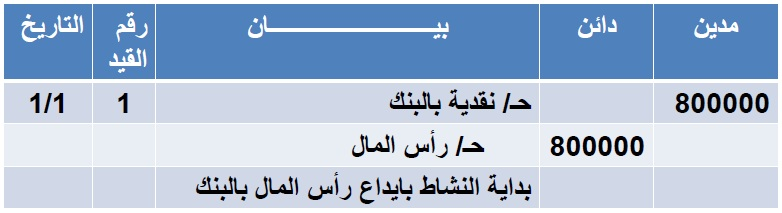 مدين دائن بيــــــــــــــــــــــــان رقم القيد التاريخ
800000 حـ/ نقدية بالبنك 1 1/1
800000 حـ/ رأس المال
بداية النشاط بايداع رأس المال بالبنك